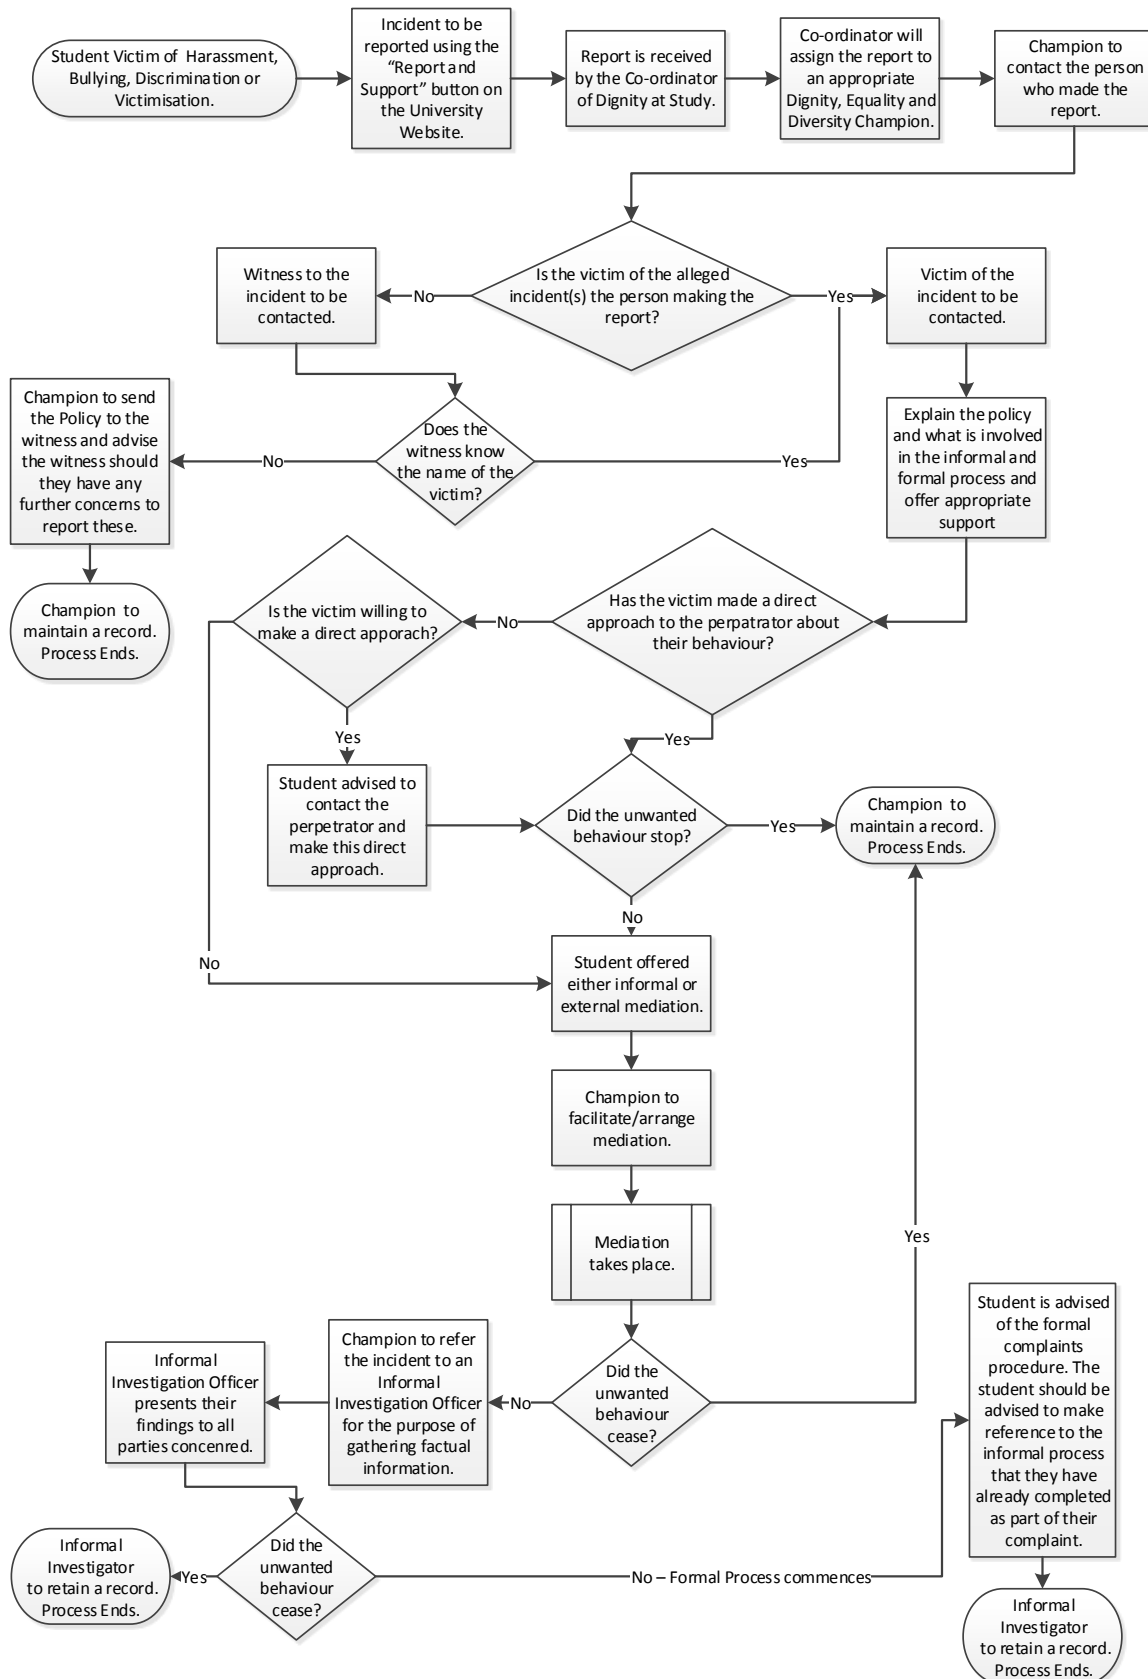 Student Victim of Harassment,
Bullying, Discrimination or
Victimisation.
Incident to be
reported using the
“Report and
Support” button on
the University
Website.
Report is received
by the Co-ordinator
of Dignity at Study.
Co-ordinator will
assign the report to
an appropriate
Dignity, Equality and
Diversity Champion.
Champion to
contact the person
who made the
report.
Is the victim of the alleged
incident(s) the person making the
report?
No
Yes
Witness to the
incident to be
contacted.
Victim of the
incident to be
contacted.
Does the
witness know
the name of the
victim?
No
Yes
Champion to send
the Policy to the
witness and advise
the witness should
they have any
further concerns to
report these.
Champion to
maintain a record.
Process Ends.
Explain the policy
and what is involved
in the informal and
formal process and
offer appropriate
support
Has the victim made a direct
approach to the perpatrator about
their behaviour?
No
Yes
Is the victim willing to
make a direct apporach?
Yes
No
Student advised to
contact the
perpetrator and
make this direct
approach.
Did the unwanted
behaviour stop?
Yes
No
Champion to
maintain a record.
Process Ends.
Student offered
either informal or
external mediation.
Champion to
facilitate/arrange
mediation.
Mediation
takes place.
Did the
unwanted
behaviour
cease?
Yes
No
Champion to refer
the incident to an
Informal
Investigation Officer
for the purpose of
gathering factual
information.
Informal
Investigation Officer
presents their
findings to all
parties concenred.
Did the
unwanted
behaviour
cease?
Yes
No – Formal Process commences
Informal
Investigator
to retain a record.
Process Ends.
Student is advised
of the formal
complaints
procedure. The
student should be
advised to make
reference to the
informal process
that they have
already completed
as part of their
complaint.
Informal
Investigator
to retain a record.
Process Ends.